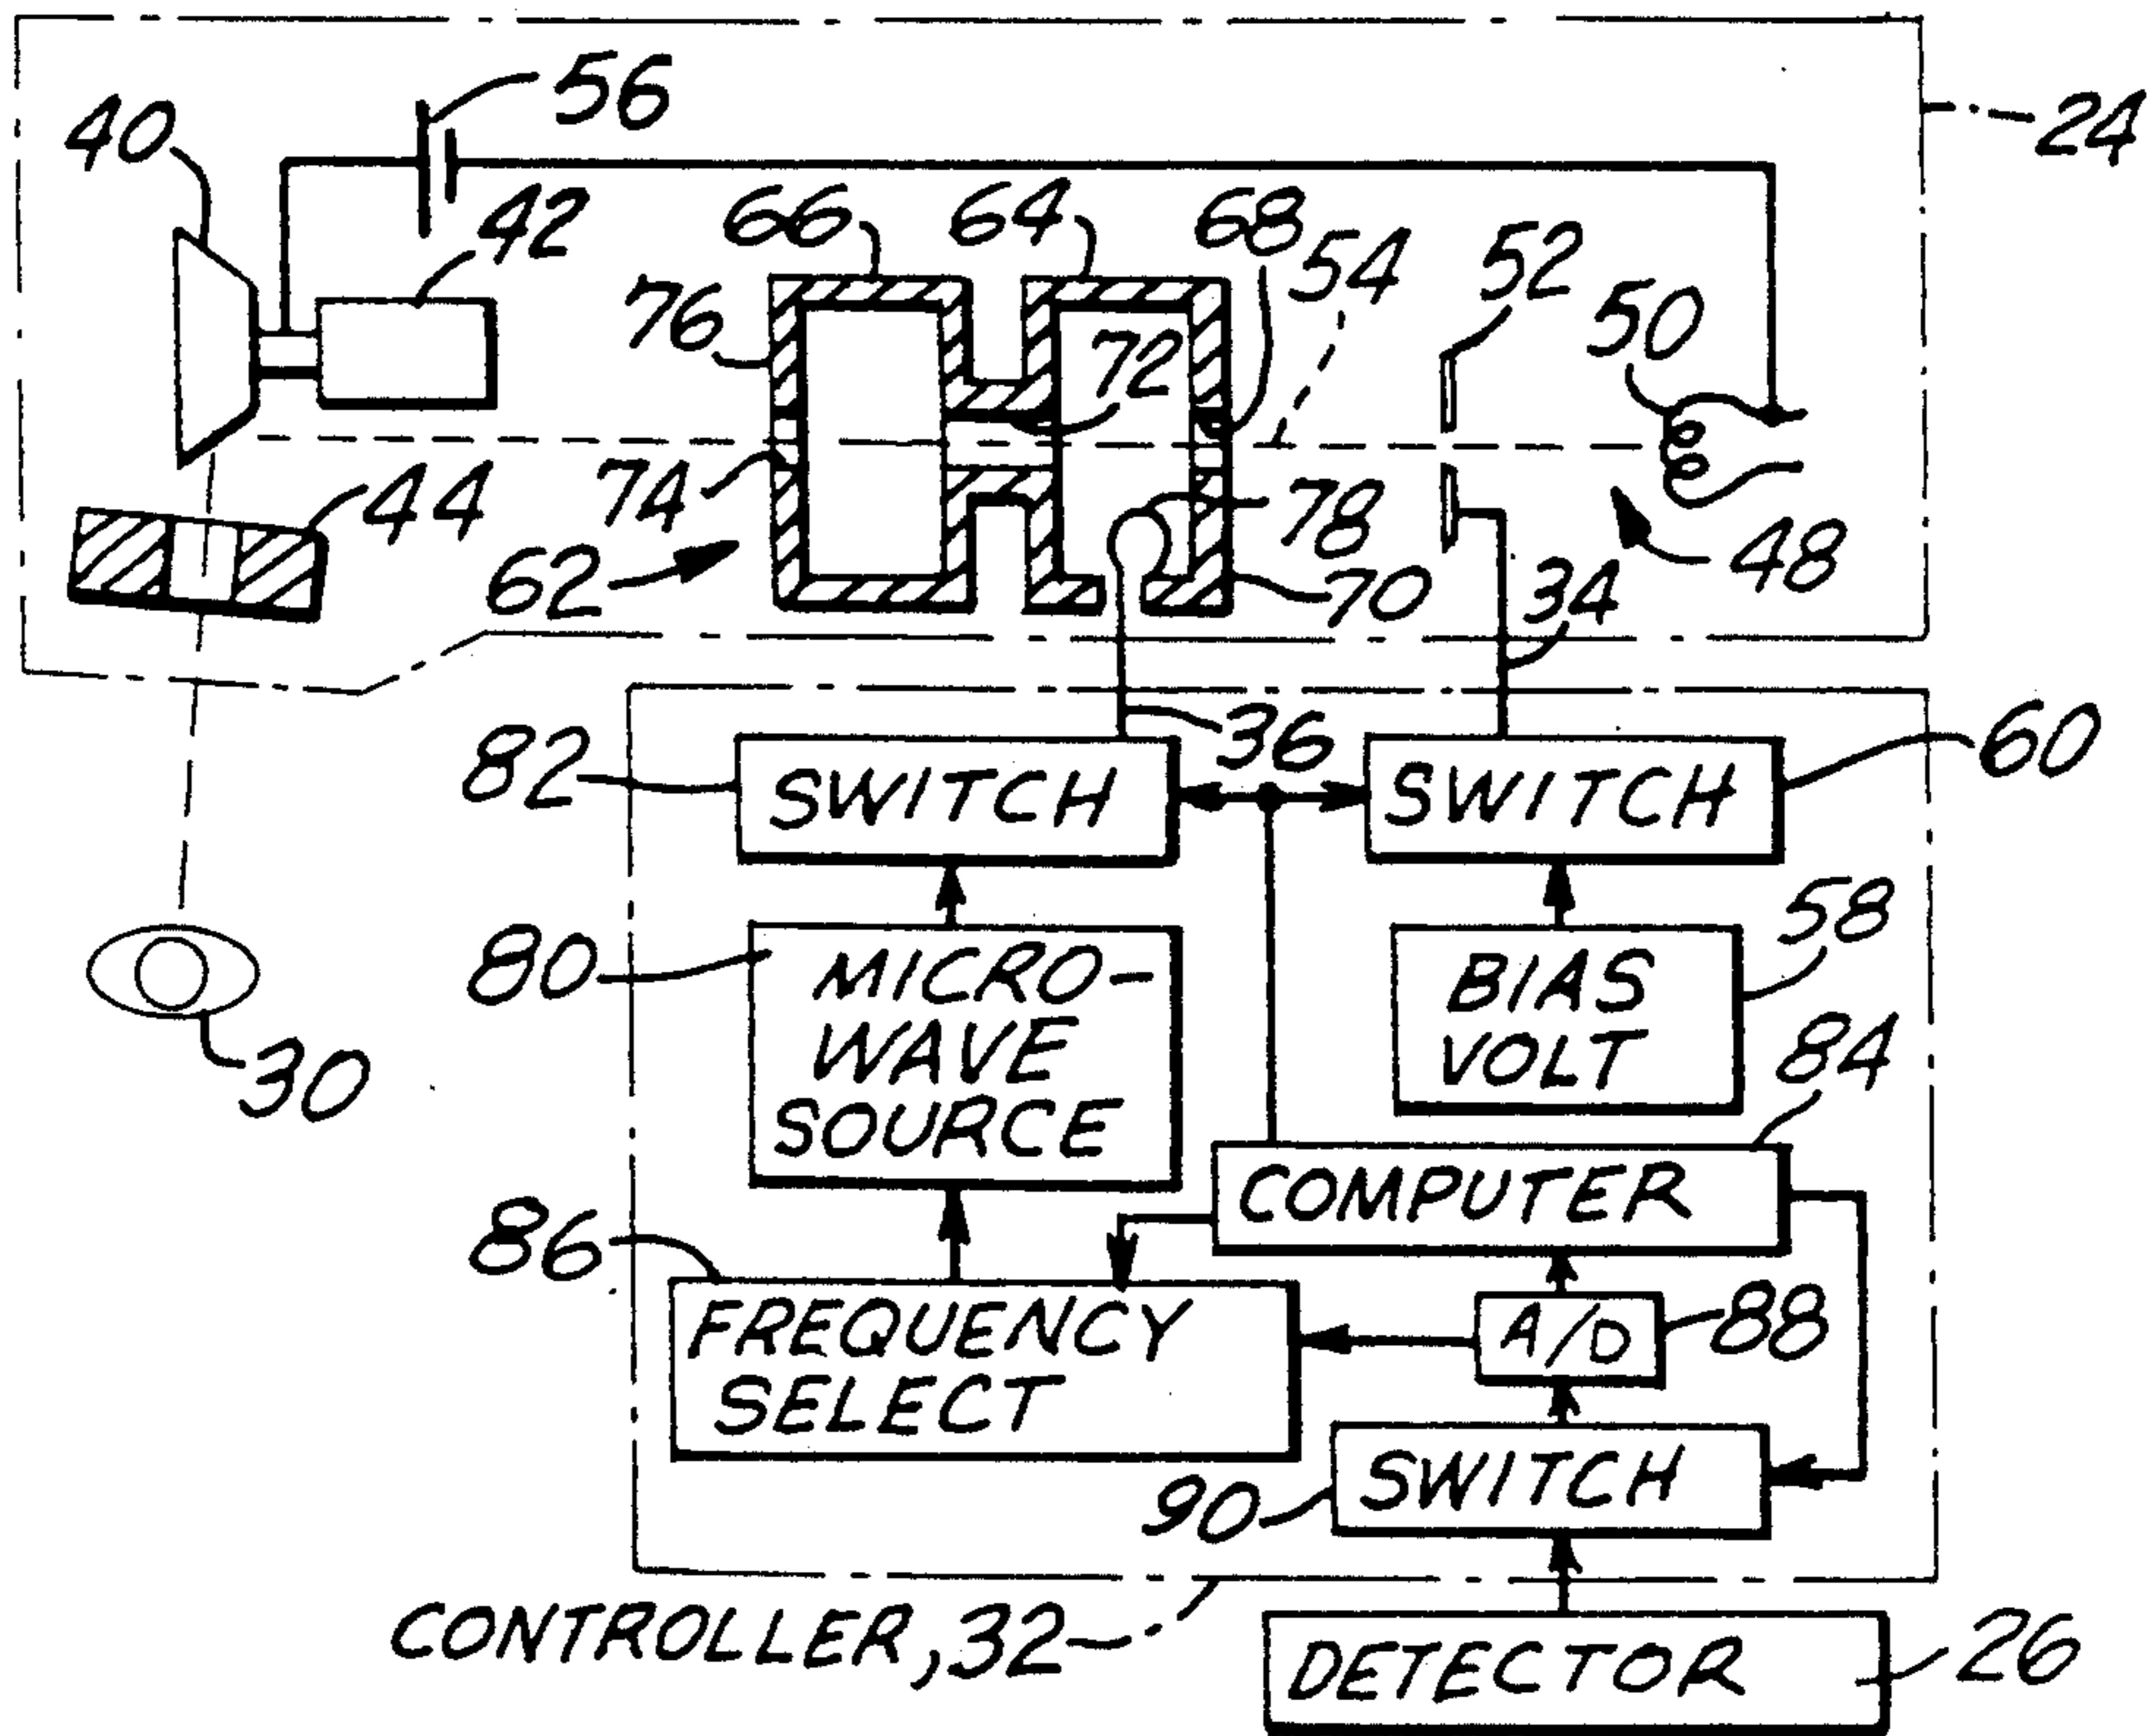 56
24
40
42
66
64
68
54
52
50
76
72
74
44
78
48
62
70
34
36
82
SWITCH
SWITCH
60
58
80
MICRO-
WAVE
SOURCE
BIAS
VOLT
30
84
COMPUTER
86
FREQUENCY
SELECT
A/D
88
SWITCH
90
CONTROLLER, 32
DETECTOR
26